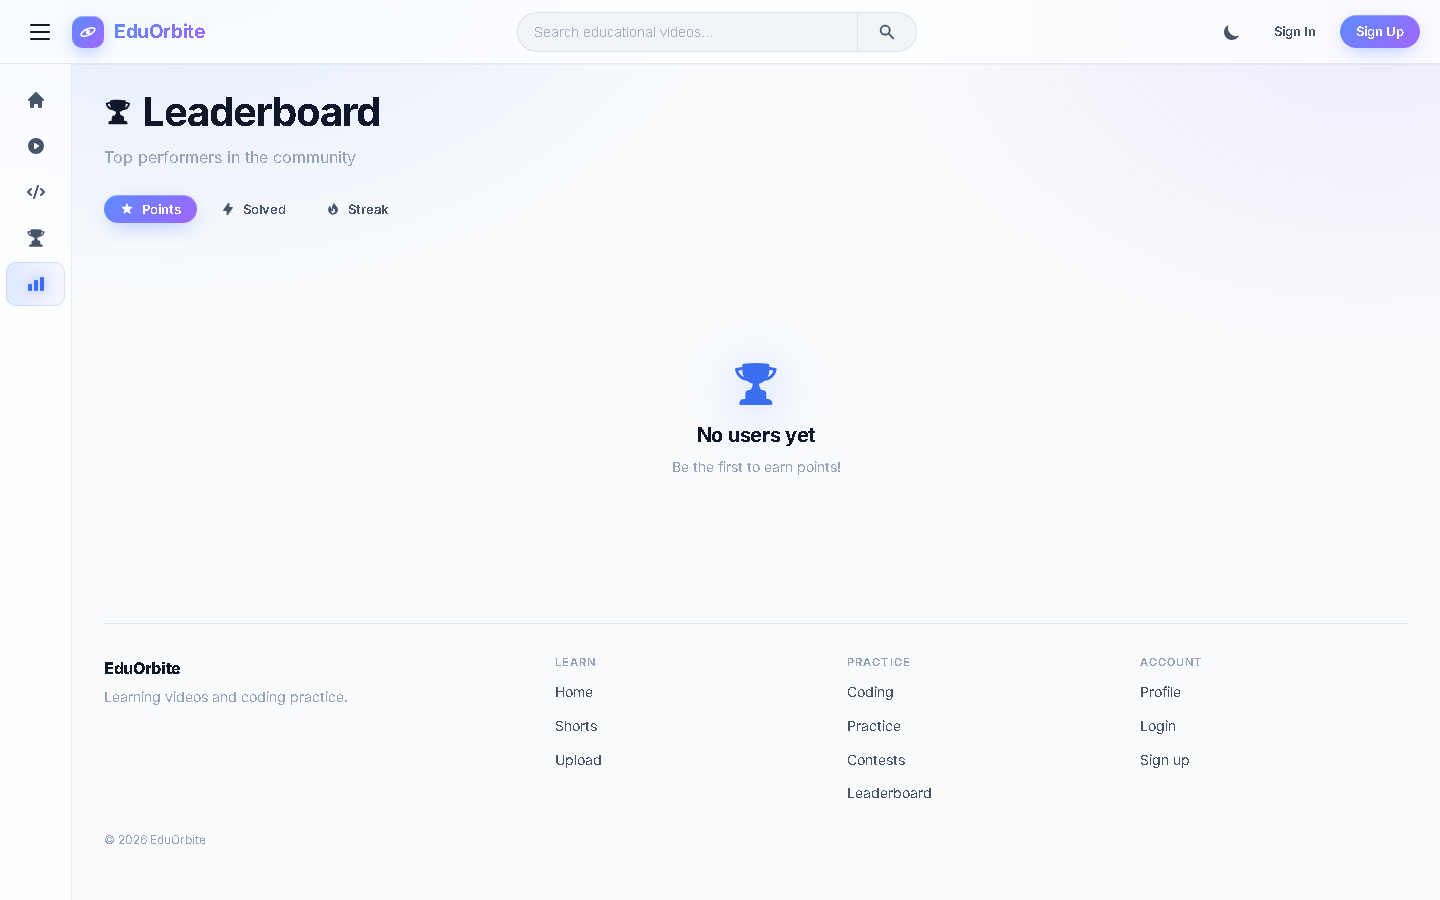 EduOrbite
Search educational videos...
Sign In
Sign Up
Leaderboard
Top performers in the community
Points
Solved
Streak
No users yet
Be the first to earn points!
EduOrbite
Learning videos and coding practice.
LEARN
Home
Shorts
Upload
PRACTICE
Coding
Practice
Contests
Leaderboard
ACCOUNT
Profile
Login
Sign up
© 2026 EduOrbite